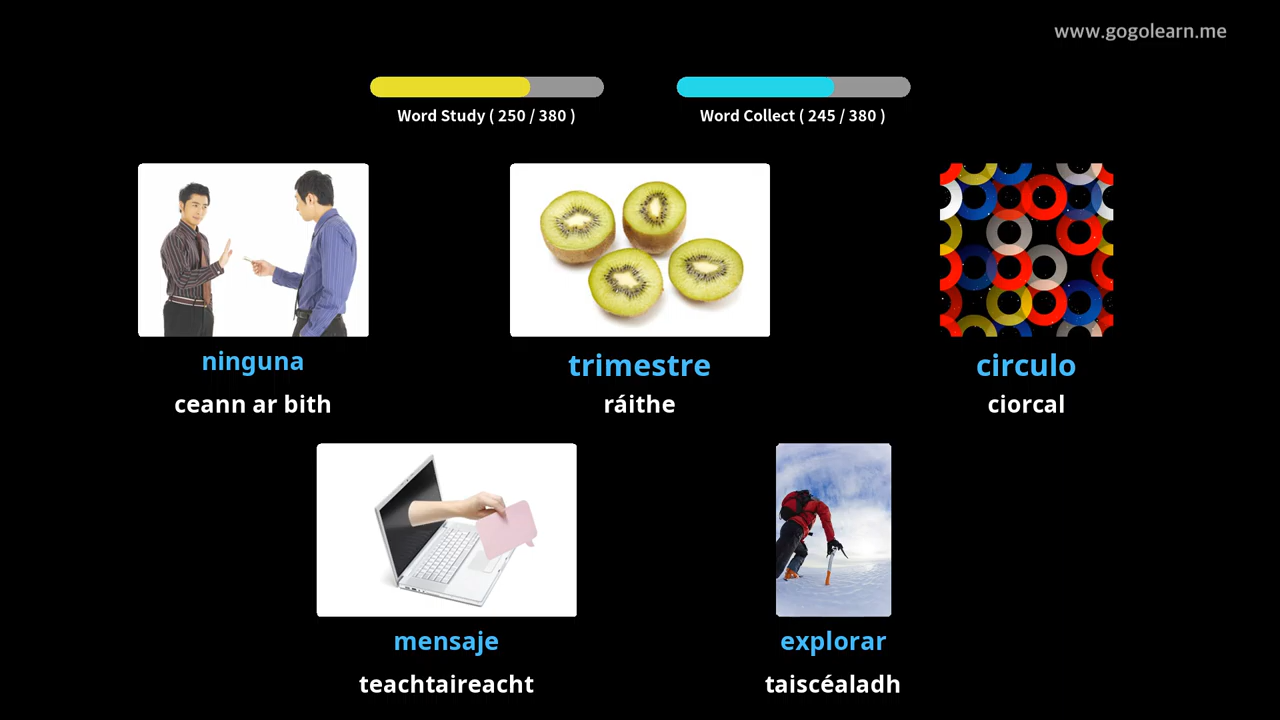 www.gogolearn.me
Word Study ( 250 / 380 )
Word Collect ( 245 / 380 )
ninguna
ceann ar bith
trimestre
ráithe
circulo
ciorcal
mensaje
teachtaireacht
explorar
taiscéaladh